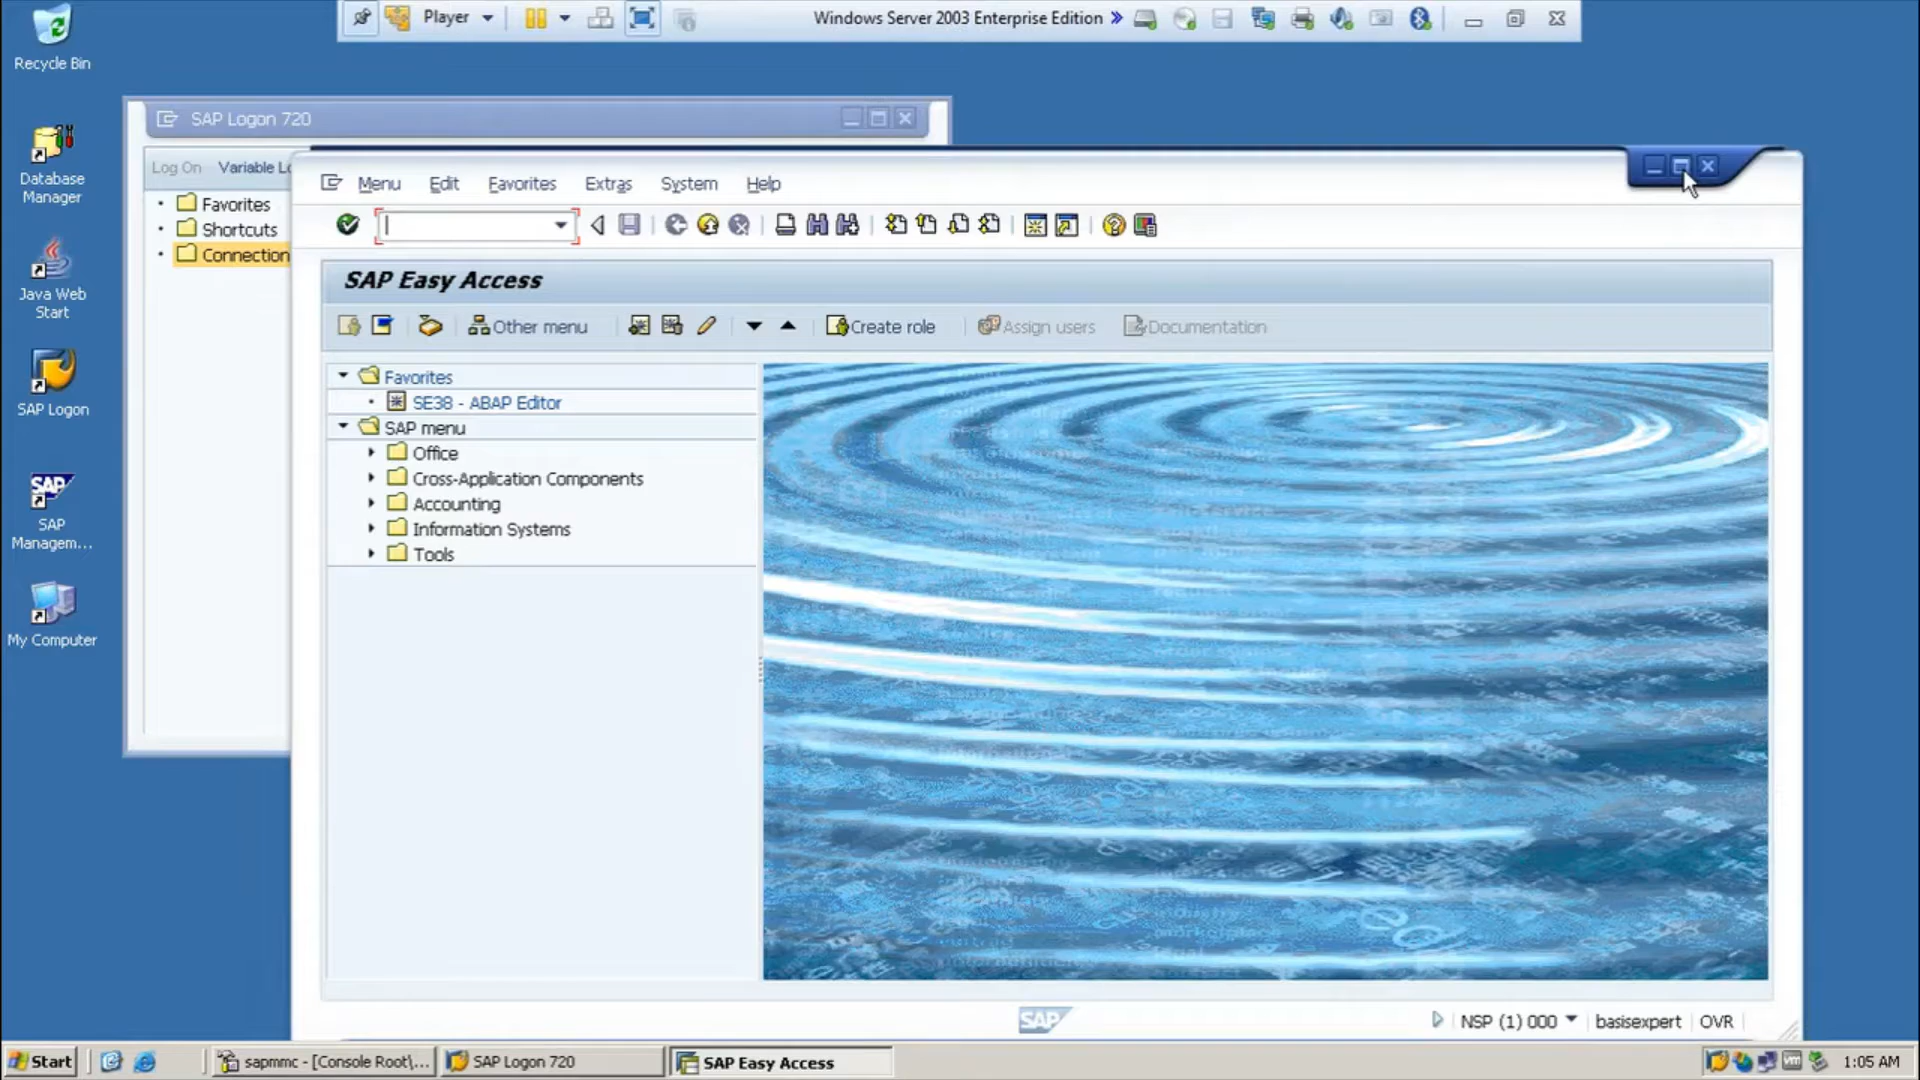 Player
Windows Server 2003 Enterprise Edition
Recycle Bin
Database Manager
Java Web Start
SAP Logon
SAP Managem...
My Computer
SAP Logon 720
Log On Variable Lo
Favorites
Shortcuts
Connection
Menu Edit Favorites Extras System Help
SAP Easy Access
Other menu Create role Assign users Documentation
Favorites
SE38 - ABAP Editor
SAP menu
Office
Cross-Application Components
Accounting
Information Systems
Tools
SAP
NSP (1) 000 basisexpert OVR
Start sapmmc - [Console Root\... SAP Logon 720 SAP Easy Access 1:05 AM